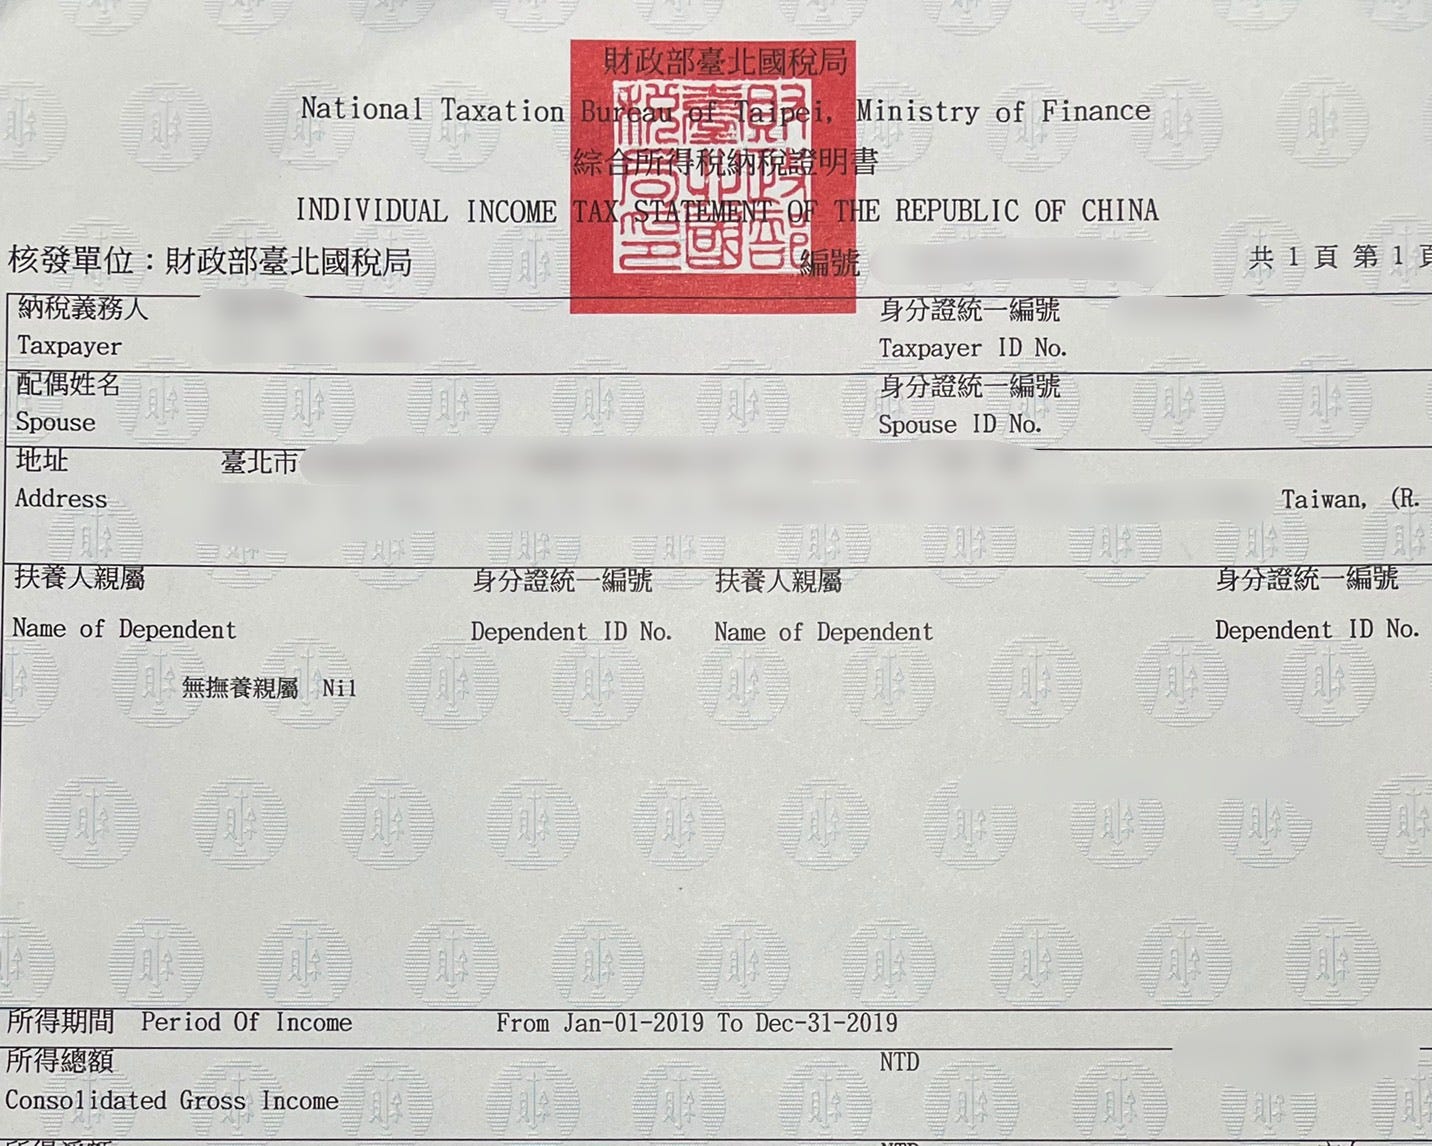 財政部臺北國稅局
National Taxation Bureau of Taipei, Ministry of Finance
綜合所得稅納稅證明書
INDIVIDUAL INCOME TAX STATEMENT OF THE REPUBLIC OF CHINA
核發單位：財政部臺北國稅局 編號 共 1 頁 第 1 頁
納稅義務人 身分證統一編號
Taxpayer Taxpayer ID No.
配偶姓名 身分證統一編號
Spouse Spouse ID No.
地址 臺北市
Address Taiwan, (R.
扶養人親屬 身分證統一編號 扶養人親屬 身分證統一編號
Name of Dependent Dependent ID No. Name of Dependent Dependent ID No.
無撫養親屬 Nil
所得期間 Period Of Income From Jan-01-2019 To Dec-31-2019
所得總額 NTD
Consolidated Gross Income